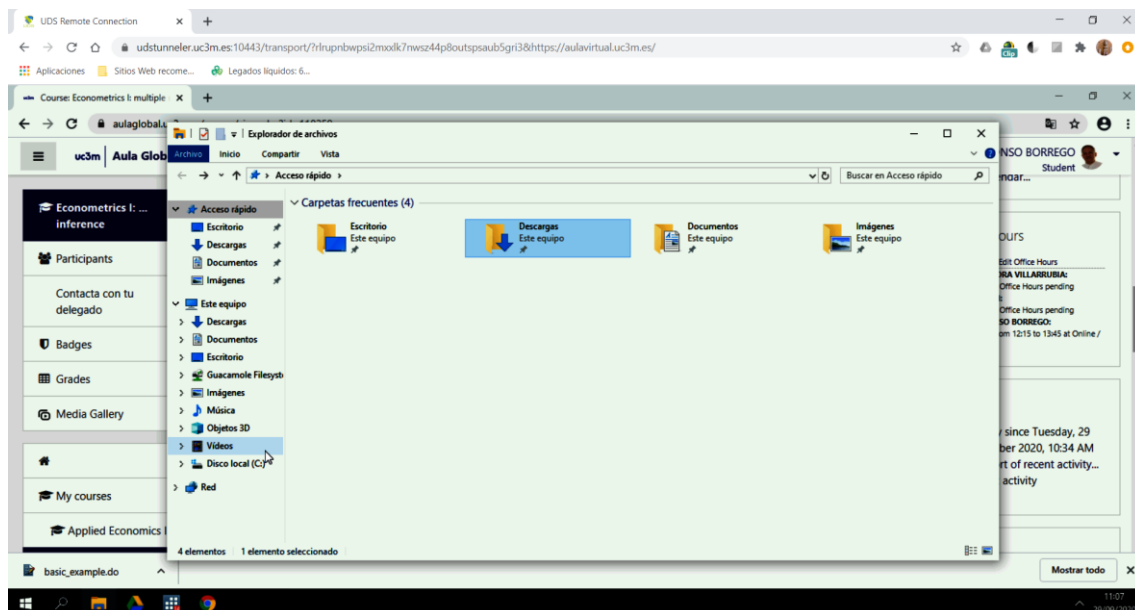 UDS Remote Connection
udstunneler.uc3m.es:10443/transport/?rlrupnbwpsi2mxxlk7nwsz44p8outspsaub5gri3&https://aulavirtual.uc3m.es/
Clip
Aplicaciones Sitios Web recome... Legados líquidos: 6...
Course: Econometrics I: multiple
aulaglobal.u
Explorador de archivos
uc3m Aula Glob
Archivo Inicio Compartir Vista
NSO BORREGO
Student
Acceso rápido
Buscar en Acceso rápido
Econometrics I: ...
inference
Participants
Contacta con tu
delegado
Badges
Grades
Media Gallery
My courses
Applied Economics I
Acceso rápido
Escritorio
Descargas
Documentos
Imágenes
Este equipo
Descargas
Documentos
Escritorio
Guacamole Filesyst
Imágenes
Música
Objetos 3D
Vídeos
Disco local (C:)
Red
Carpetas frecuentes (4)
Escritorio
Este equipo
Descargas
Este equipo
Documentos
Este equipo
Imágenes
Este equipo
4 elementos 1 elemento seleccionado
ndar...
ours
Edit Office Hours
RA VILLARRUBIA:
Office Hours pending
Office Hours pending
SO BORREGO:
om 12:15 to 13:45 at Online /
y since Tuesday, 29
ber 2020, 10:34 AM
rt of recent activity...
activity
basic_example.do
Mostrar todo
11:07